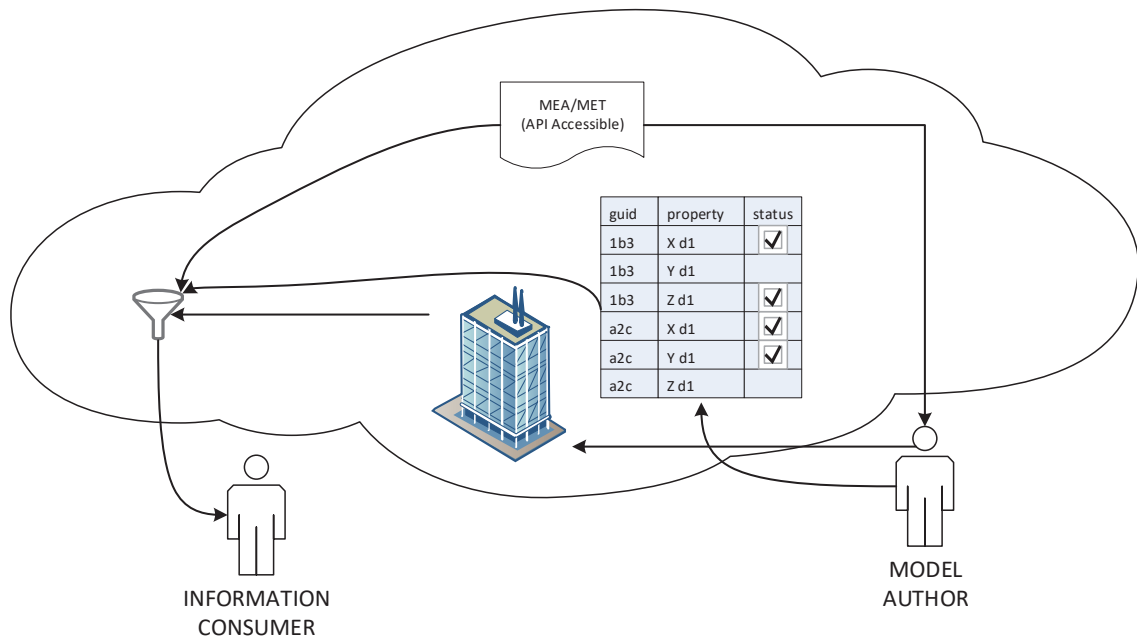 MEA/MET
(API Accessible)
guid property status
1b3 X d1
1b3 Y d1
1b3 Z d1
a2c X d1
a2c Y d1
a2c Z d1
INFORMATION
CONSUMER
MODEL
AUTHOR